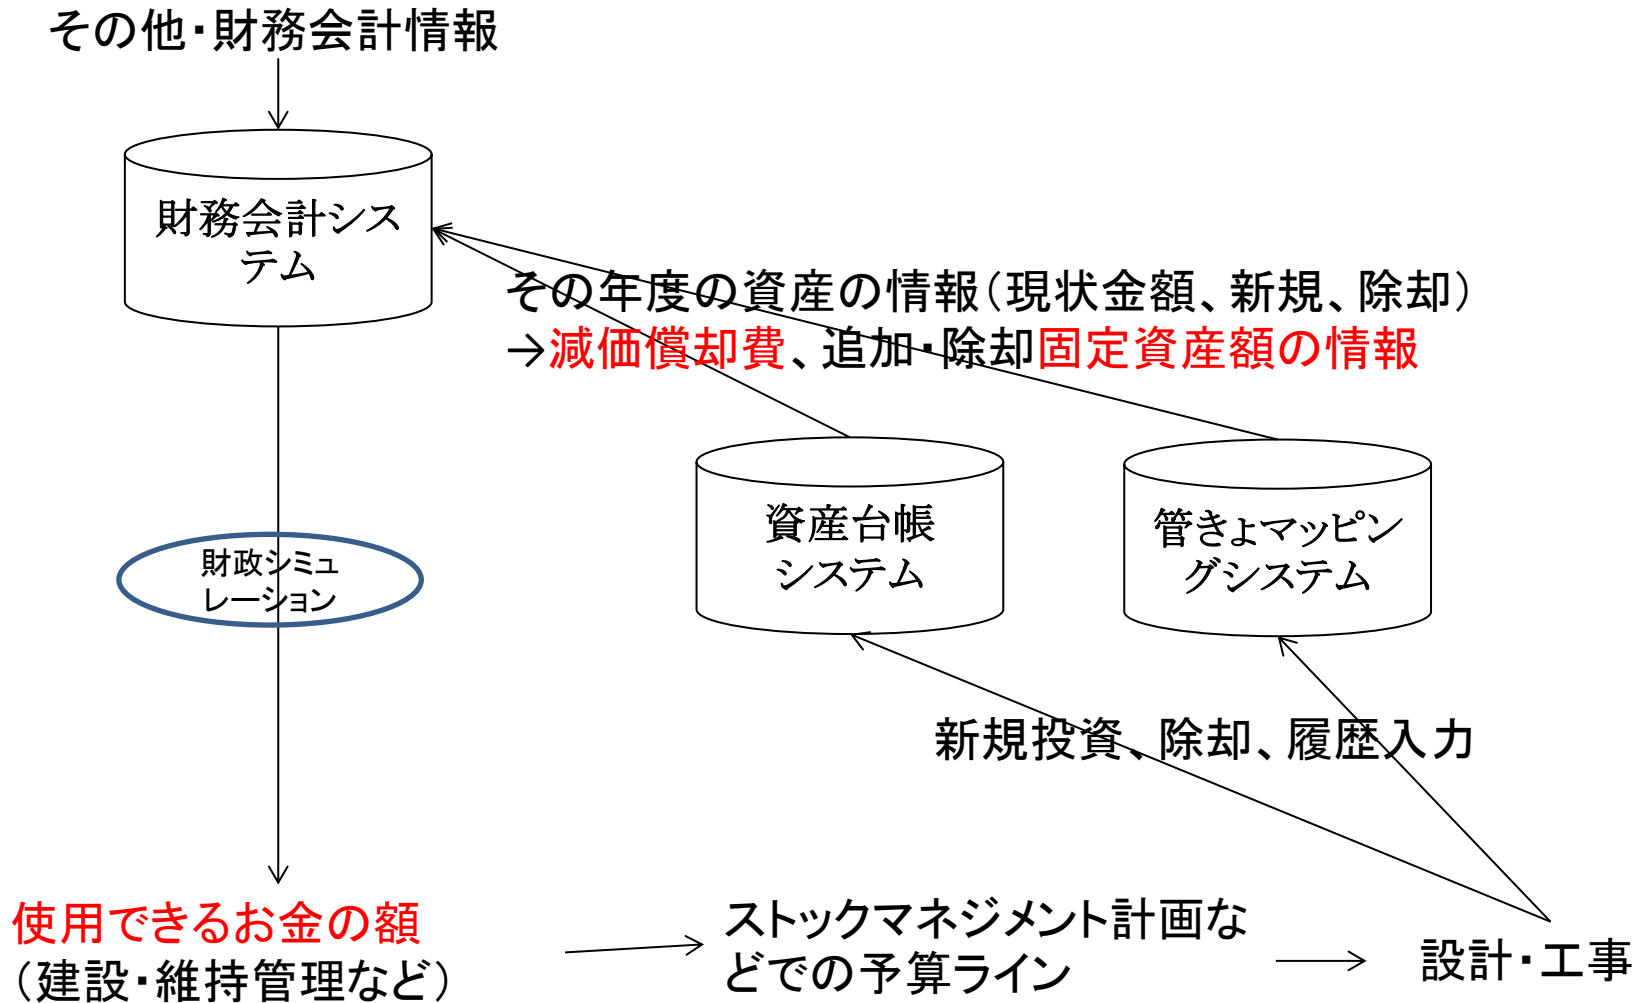 その他・財務会計情報
財務会計シス
テム
その年度の資産の情報（現状金額、新規、除却）
→減価償却費、追加・除却固定資産額の情報
資産台帳
システム
管きょマッピン
グシステム
財政シミュ
レーション
新規投資、除却、履歴入力
使用できるお金の額
（建設・維持管理など）
ストックマネジメント計画な
どでの予算ライン
設計・工事